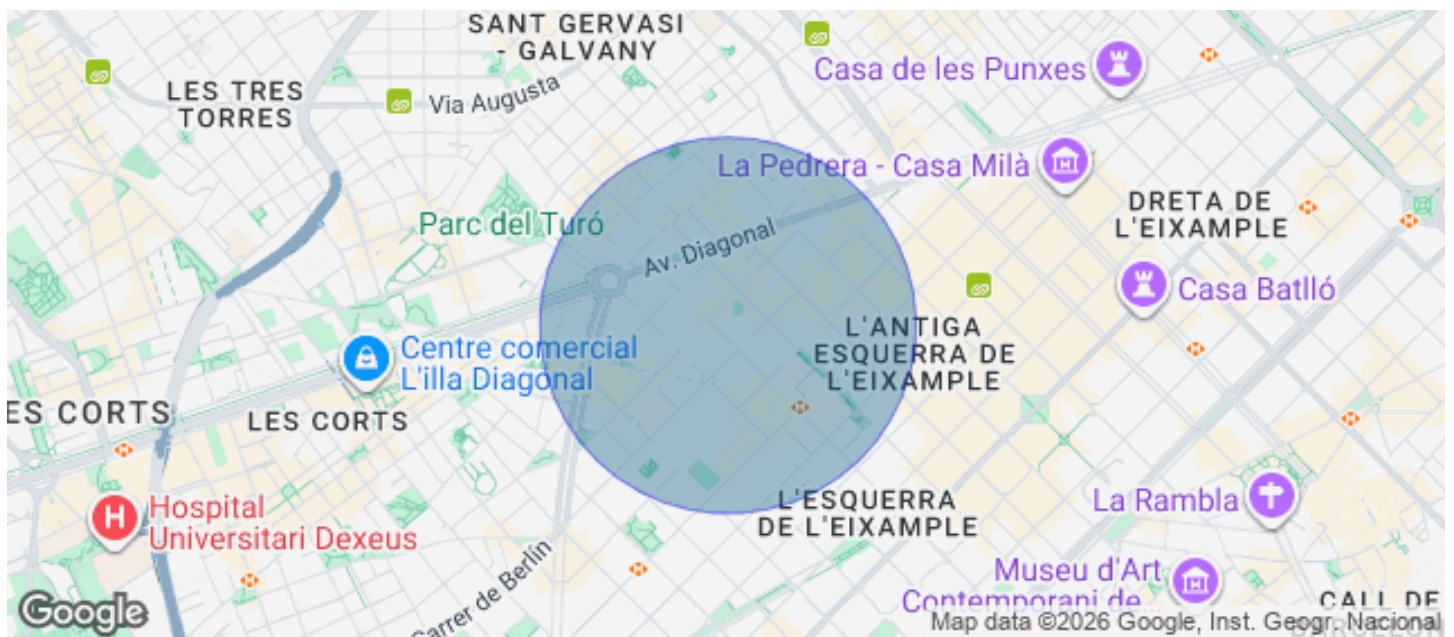 SANT GERVASI
- GALVANY
Casa de les Punxes
LES TRES
TORRES
Via Augusta
La Pedrera - Casa Milà
DRETA DE
L'EIXAMPLE
Parc del Turó
Av. Diagonal
Casa Batlló
L'ANTIGA
ESQUERRA DE
L'EIXAMPLE
Centre comercial
L'illa Diagonal
ES CORTS
LES CORTS
H
Hospital
Universitari Dexeus
L'ESQUERRA
DE L'EIXAMPLE
La Rambla
Carrer de Berlín
Museu d'Art
Contemporani de...
CALL DE
Google
Map data ©2026 Google, Inst. Geogr. Nacional